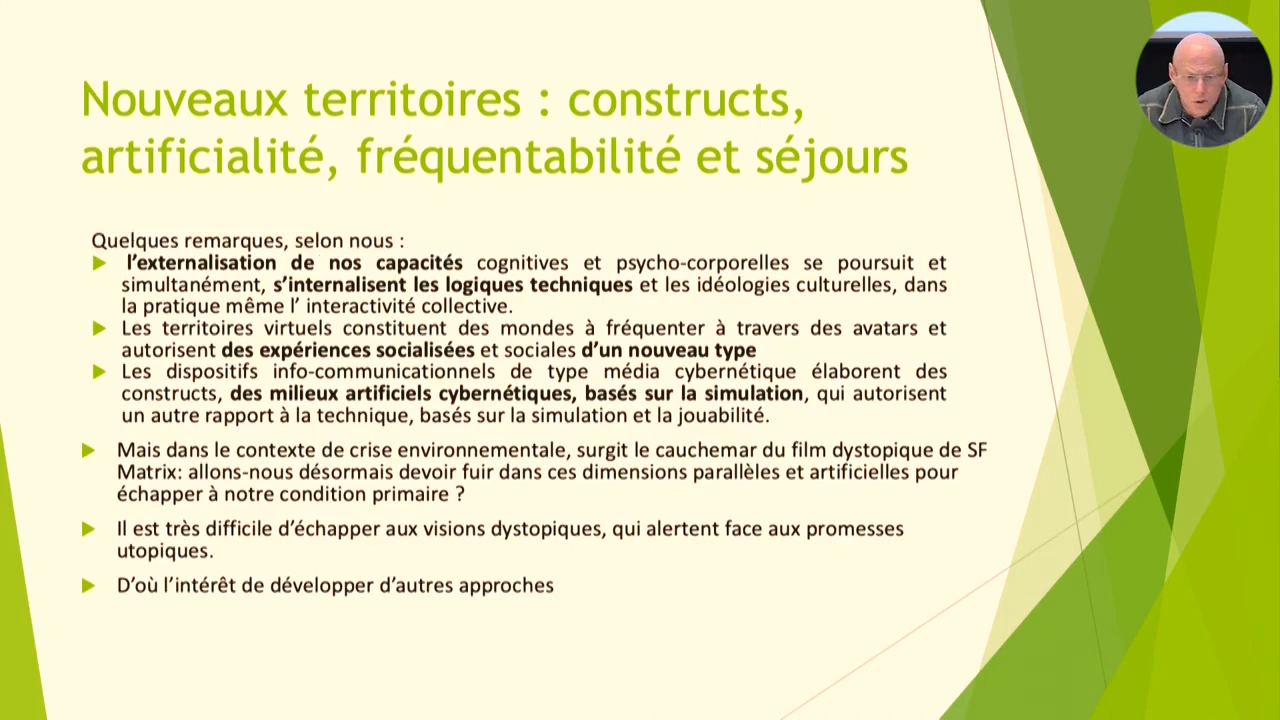 Nouveaux territoires : constructs,
artificialité, fréquentabilité et séjours
Quelques remarques, selon nous :
l’externalisation de nos capacités cognitives et psycho-corporelles se poursuit et
simultanément, s’internalisent les logiques techniques et les idéologies culturelles, dans
la pratique même l’ interactivité collective.
Les territoires virtuels constituent des mondes à fréquenter à travers des avatars et
autorisent des expériences socialisées et sociales d’un nouveau type
Les dispositifs info-communicationnels de type média cybernétique élaborent des
constructs, des milieux artificiels cybernétiques, basés sur la simulation, qui autorisent
un autre rapport à la technique, basés sur la simulation et la jouabilité.
Mais dans le contexte de crise environnementale, surgit le cauchemar du film dystopique de SF
Matrix: allons-nous désormais devoir fuir dans ces dimensions parallèles et artificielles pour
échapper à notre condition primaire ?
Il est très difficile d’échapper aux visions dystopiques, qui alertent face aux promesses
utopiques.
D’où l’intérêt de développer d’autres approches